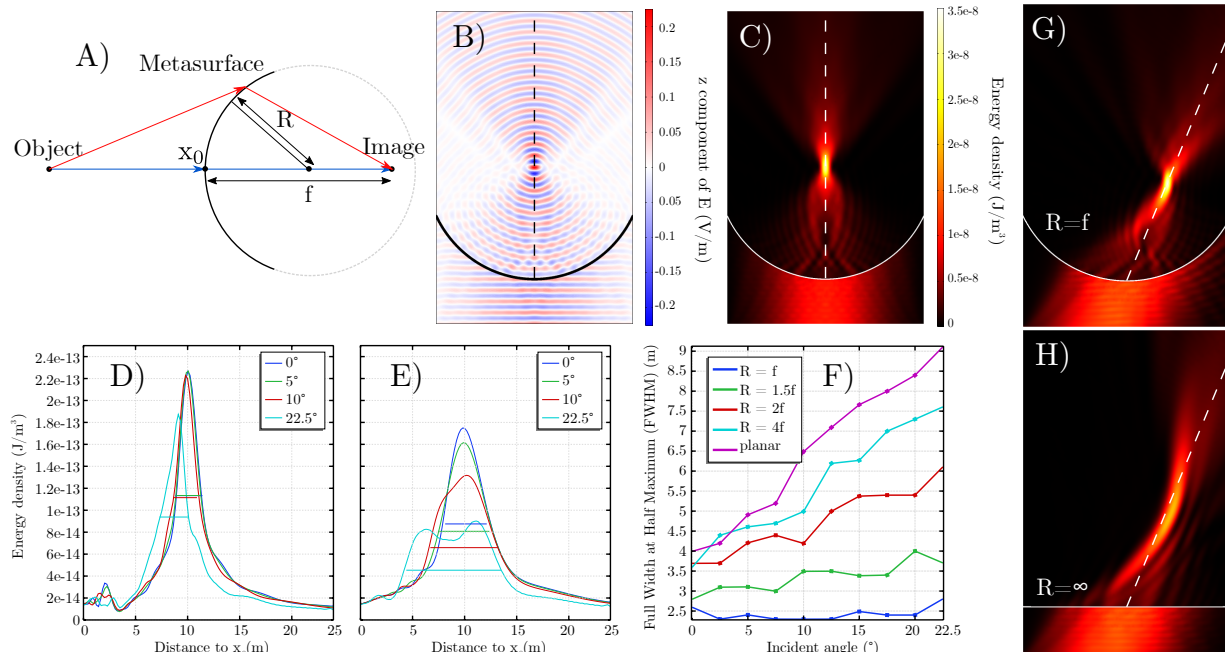 A)
Metasurface
R
Object
x0
Image
f
B)
0.2
0.15
0.1
0.05
0
-0.05
-0.1
-0.15
-0.2
z component of E (V/m)
C)
3.5e-8
3e-8
2.5e-8
2e-8
1.5e-8
1e-8
0.5e-8
0
Energy density (J/m³)
G)
R=f
D)
Energy density (J/m³)
2.4e-13
2.2e-13
2e-13
1.8e-13
1.6e-13
1.4e-13
1.2e-13
1e-13
8e-14
6e-14
4e-14
2e-14
0
0°
5°
10°
22.5°
0 5 10 15 20 25
Distance to x (m)
E)
0°
5°
10°
22.5°
0 5 10 15 20 25
Distance to x (m)
F)
Full Width at Half Maximum (FWHM) (m)
9
8.5
8
7.5
7
6.5
6
5.5
5
4.5
4
3.5
3
2.5
R = f
R = 1.5f
R = 2f
R = 4f
planar
0 5 10 15 20 22.5
Incident angle (°)
H)
R=∞